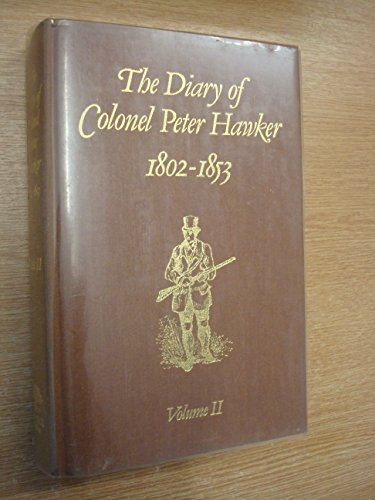 The Diary of
Colonel Peter Hawker
1802-1853
Volume II